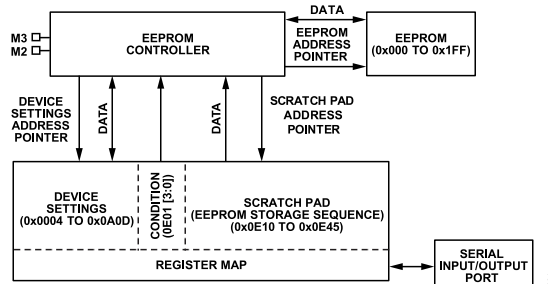 DATA
M3
M2
EEPROM
CONTROLLER
EEPROM
ADDRESS
POINTER
EEPROM
(0x000 TO 0x1FF)
DEVICE
SETTINGS
ADDRESS
POINTER
DATA
DATA
SCRATCH PAD
ADDRESS
POINTER
DEVICE
SETTINGS
(0x0004 TO 0x0A0D)
CONDITION
(0E01 [3:0])
SCRATCH PAD
(EEPROM STORAGE SEQUENCE)
(0x0E10 TO 0x0E45)
REGISTER MAP
SERIAL
INPUT/OUTPUT
PORT